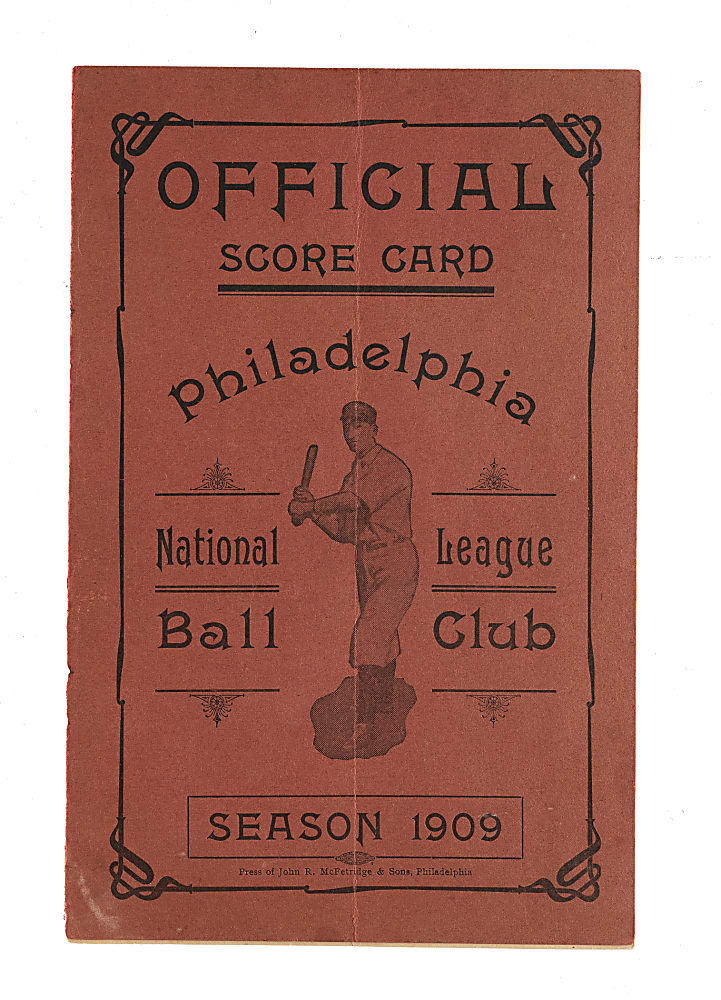 OFFICIAL
SCORE CARD
Philadelphia
National League
Ball Club
SEASON 1909
Press of John R. McFetridge & Sons, Philadelphia